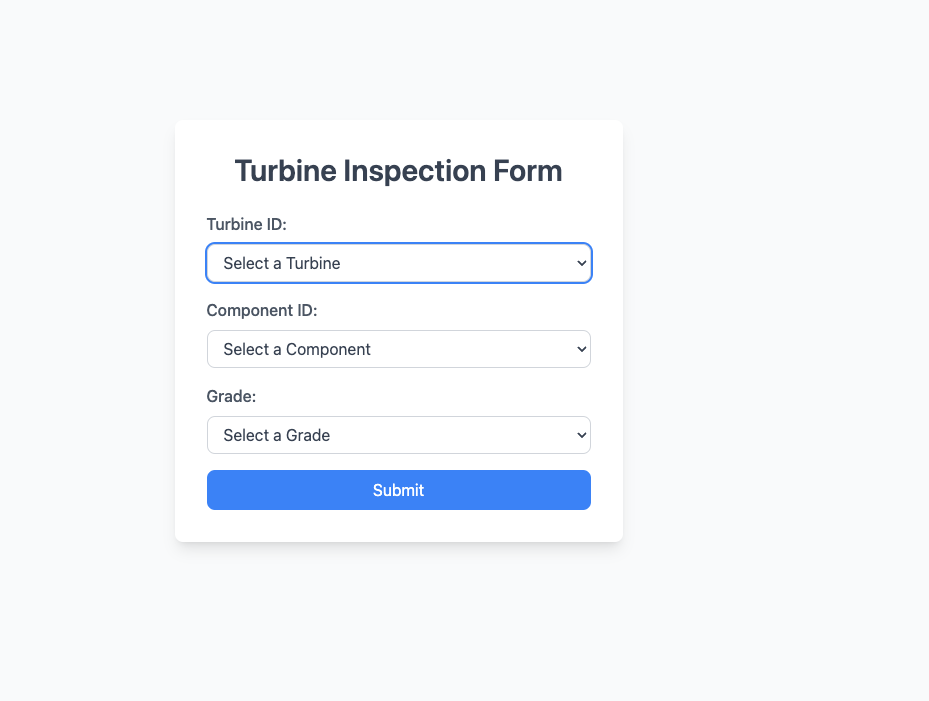 Turbine Inspection Form
Turbine ID:
Select a Turbine
Component ID:
Select a Component
Grade:
Select a Grade
Submit